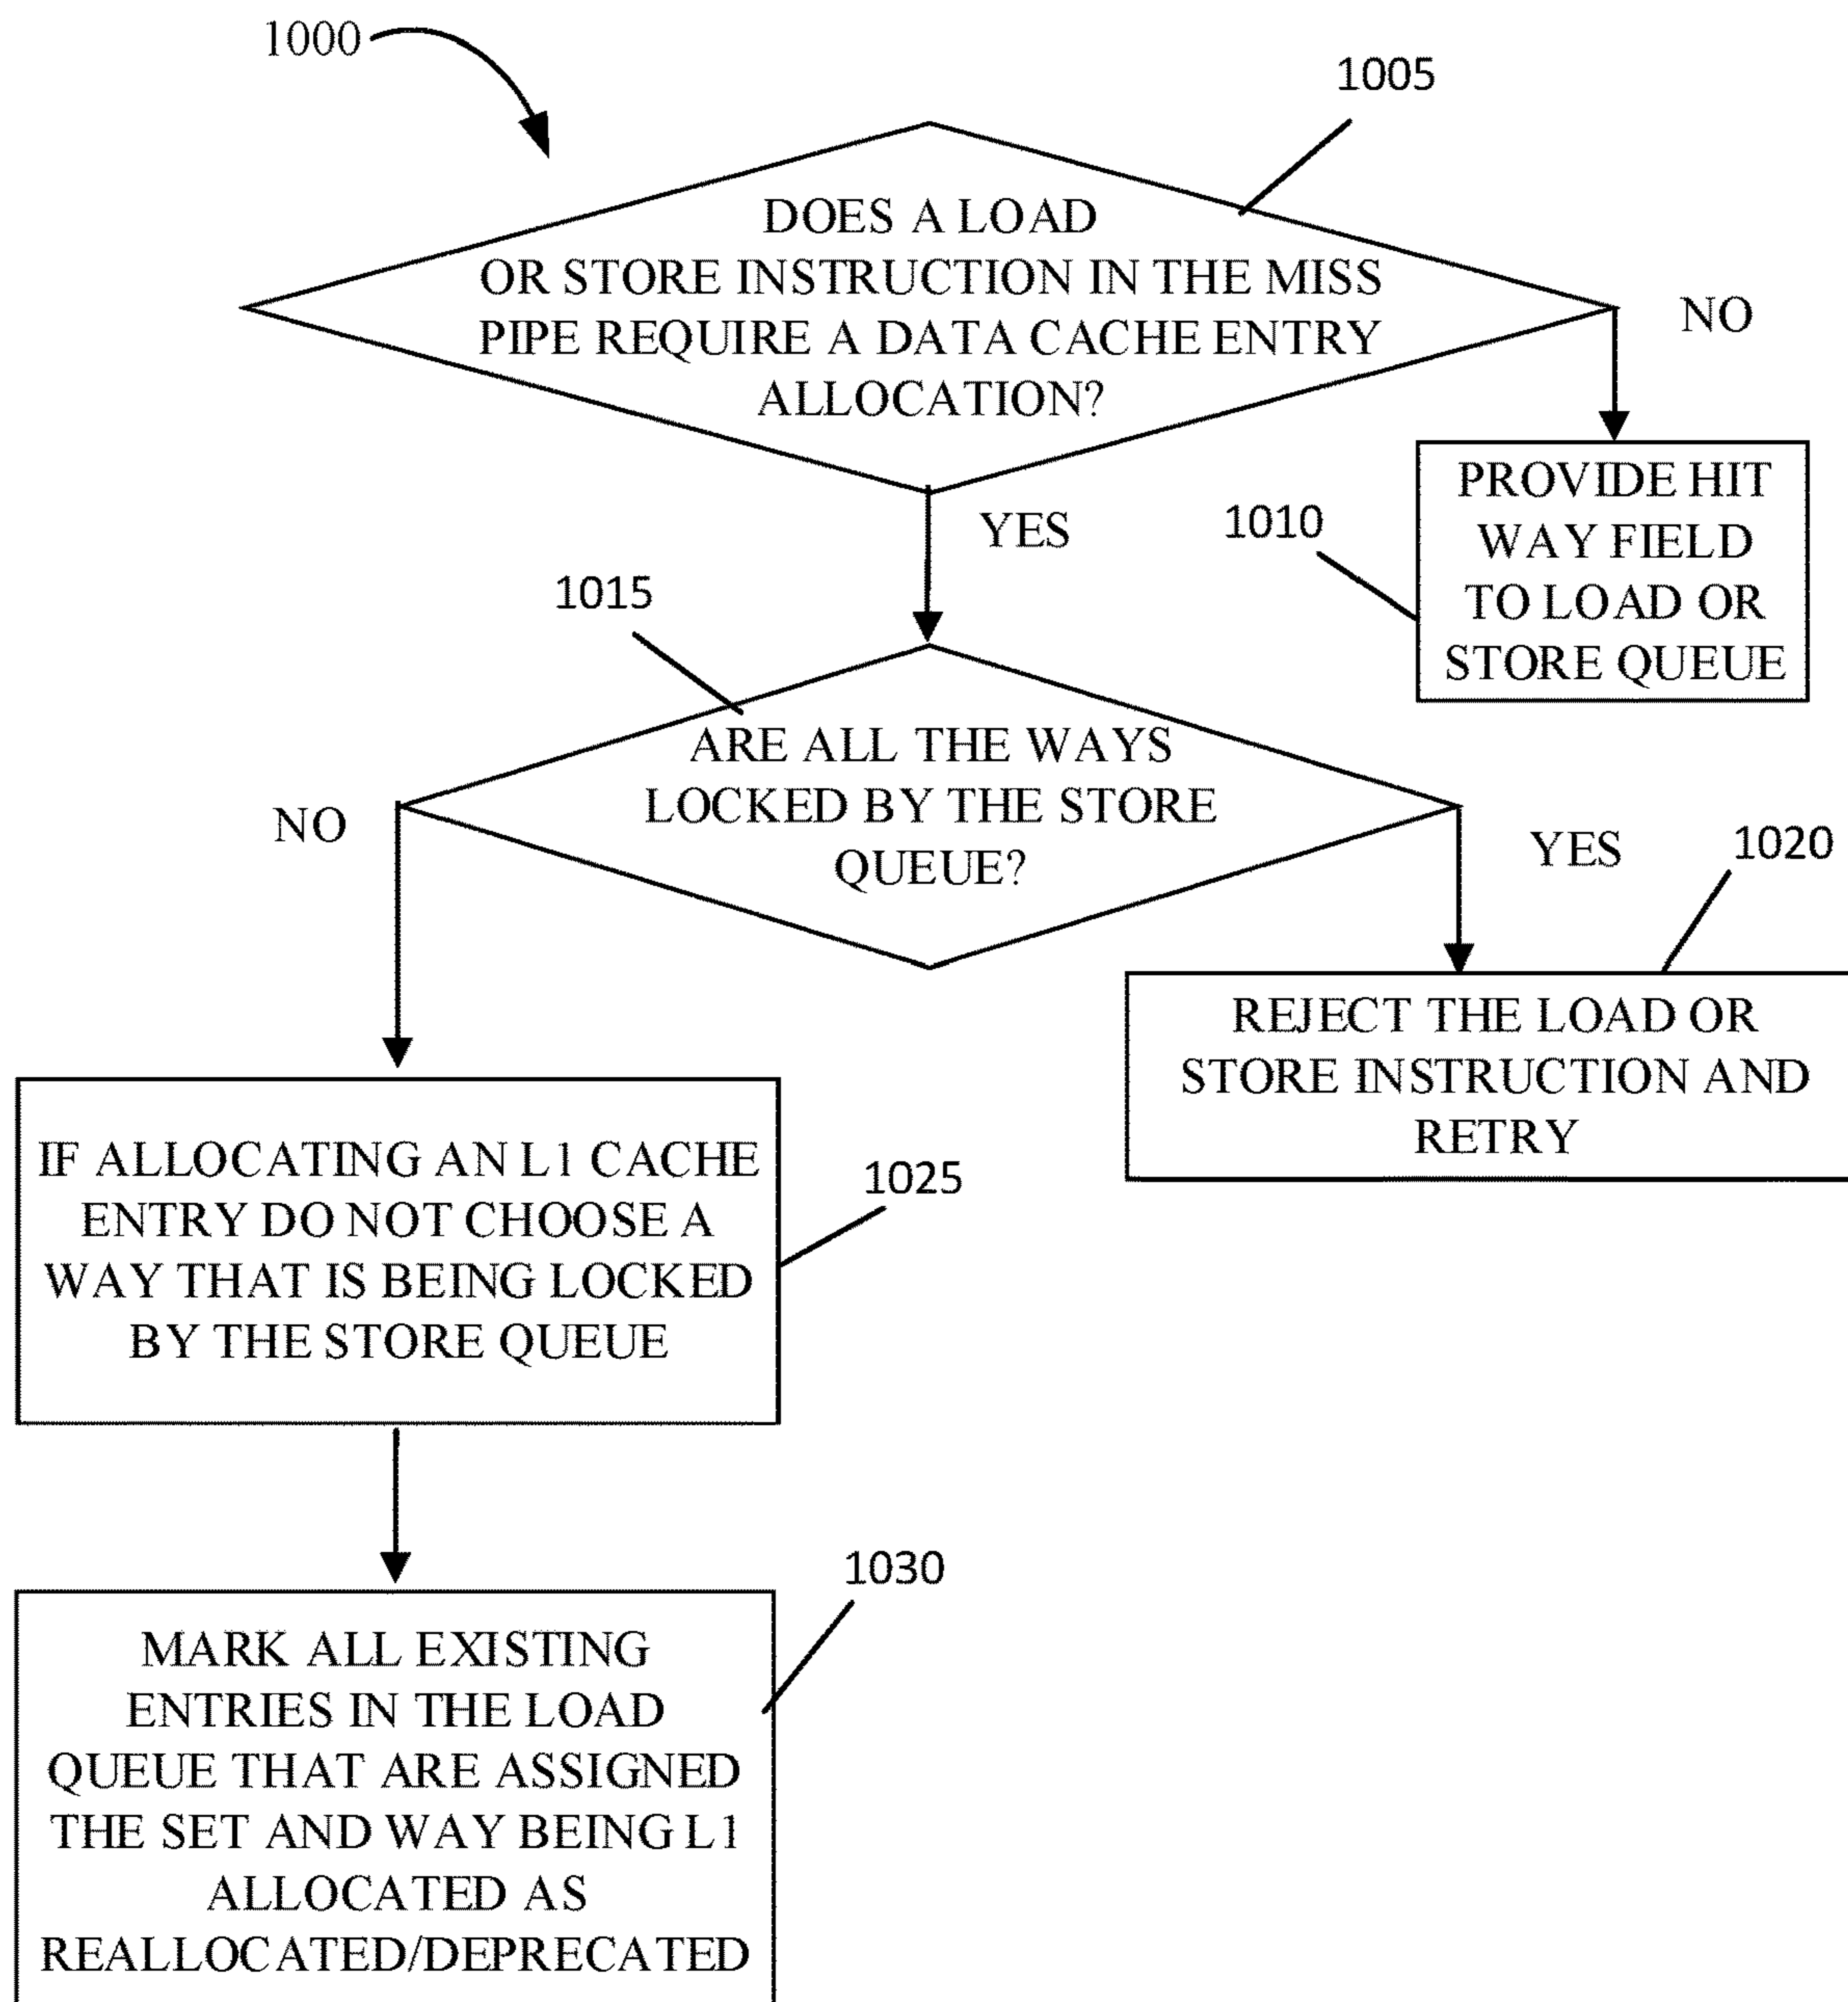 1000
1005
DOES A LOAD
OR STORE INSTRUCTION IN THE MISS
PIPE REQUIRE A DATA CACHE ENTRY
ALLOCATION?
NO
YES
1010
PROVIDE HIT
WAY FIELD
TO LOAD OR
STORE QUEUE
1015
ARE ALL THE WAYS
LOCKED BY THE STORE
QUEUE?
NO
YES
1020
REJECT THE LOAD OR
STORE INSTRUCTION AND
RETRY
IF ALLOCATING AN L1 CACHE
ENTRY DO NOT CHOOSE A
WAY THAT IS BEING LOCKED
BY THE STORE QUEUE
1025
1030
MARK ALL EXISTING
ENTRIES IN THE LOAD
QUEUE THAT ARE ASSIGNED
THE SET AND WAY BEING L1
ALLOCATED AS
REALLOCATED/DEPRECATED